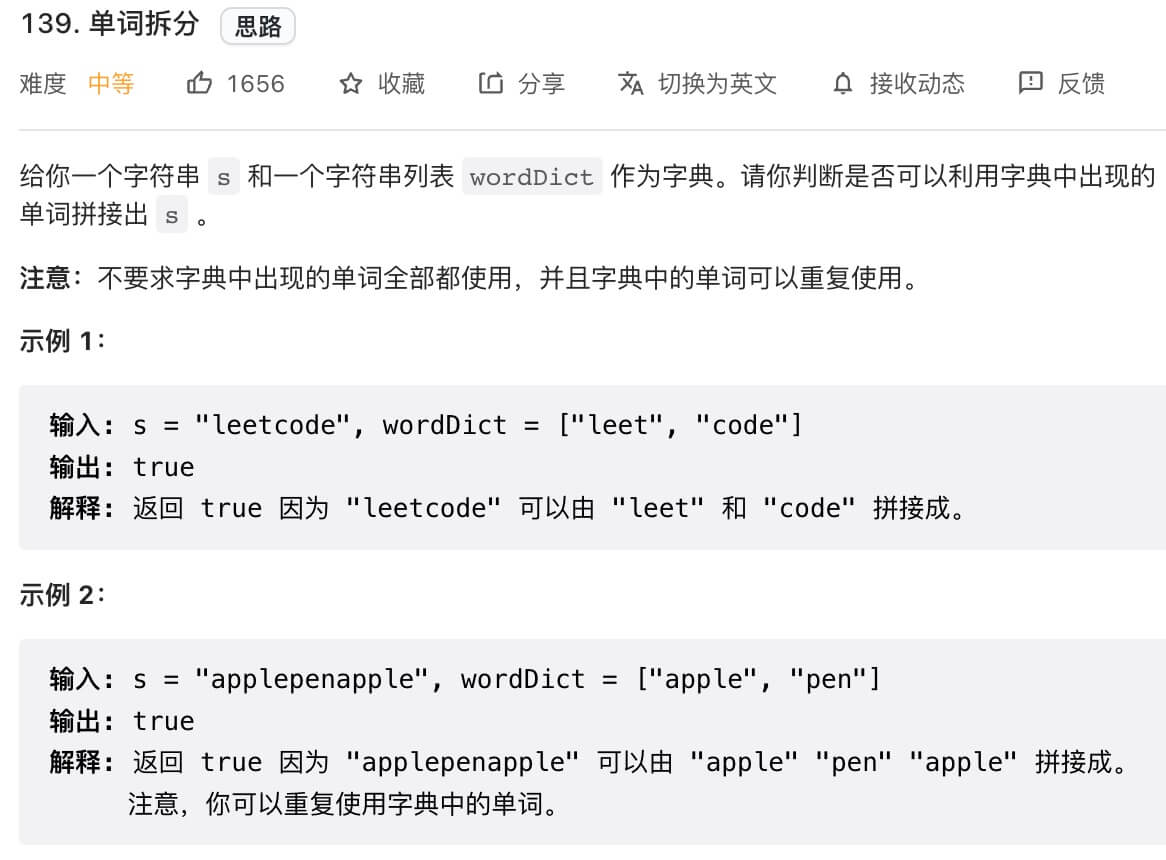 139. 单词拆分 思路
难度 中等 1656 收藏 分享 切换为英文 接收动态 反馈
给你一个字符串 s 和一个字符串列表 wordDict 作为字典。请你判断是否可以利用字典中出现的
单词拼接出 s 。
注意：不要求字典中出现的单词全部都使用，并且字典中的单词可以重复使用。
示例 1：
输入: s = "leetcode", wordDict = ["leet", "code"]
输出: true
解释: 返回 true 因为 "leetcode" 可以由 "leet" 和 "code" 拼接成。
示例 2：
输入: s = "applepenapple", wordDict = ["apple", "pen"]
输出: true
解释: 返回 true 因为 "applepenapple" 可以由 "apple" "pen" "apple" 拼接成。
注意，你可以重复使用字典中的单词。